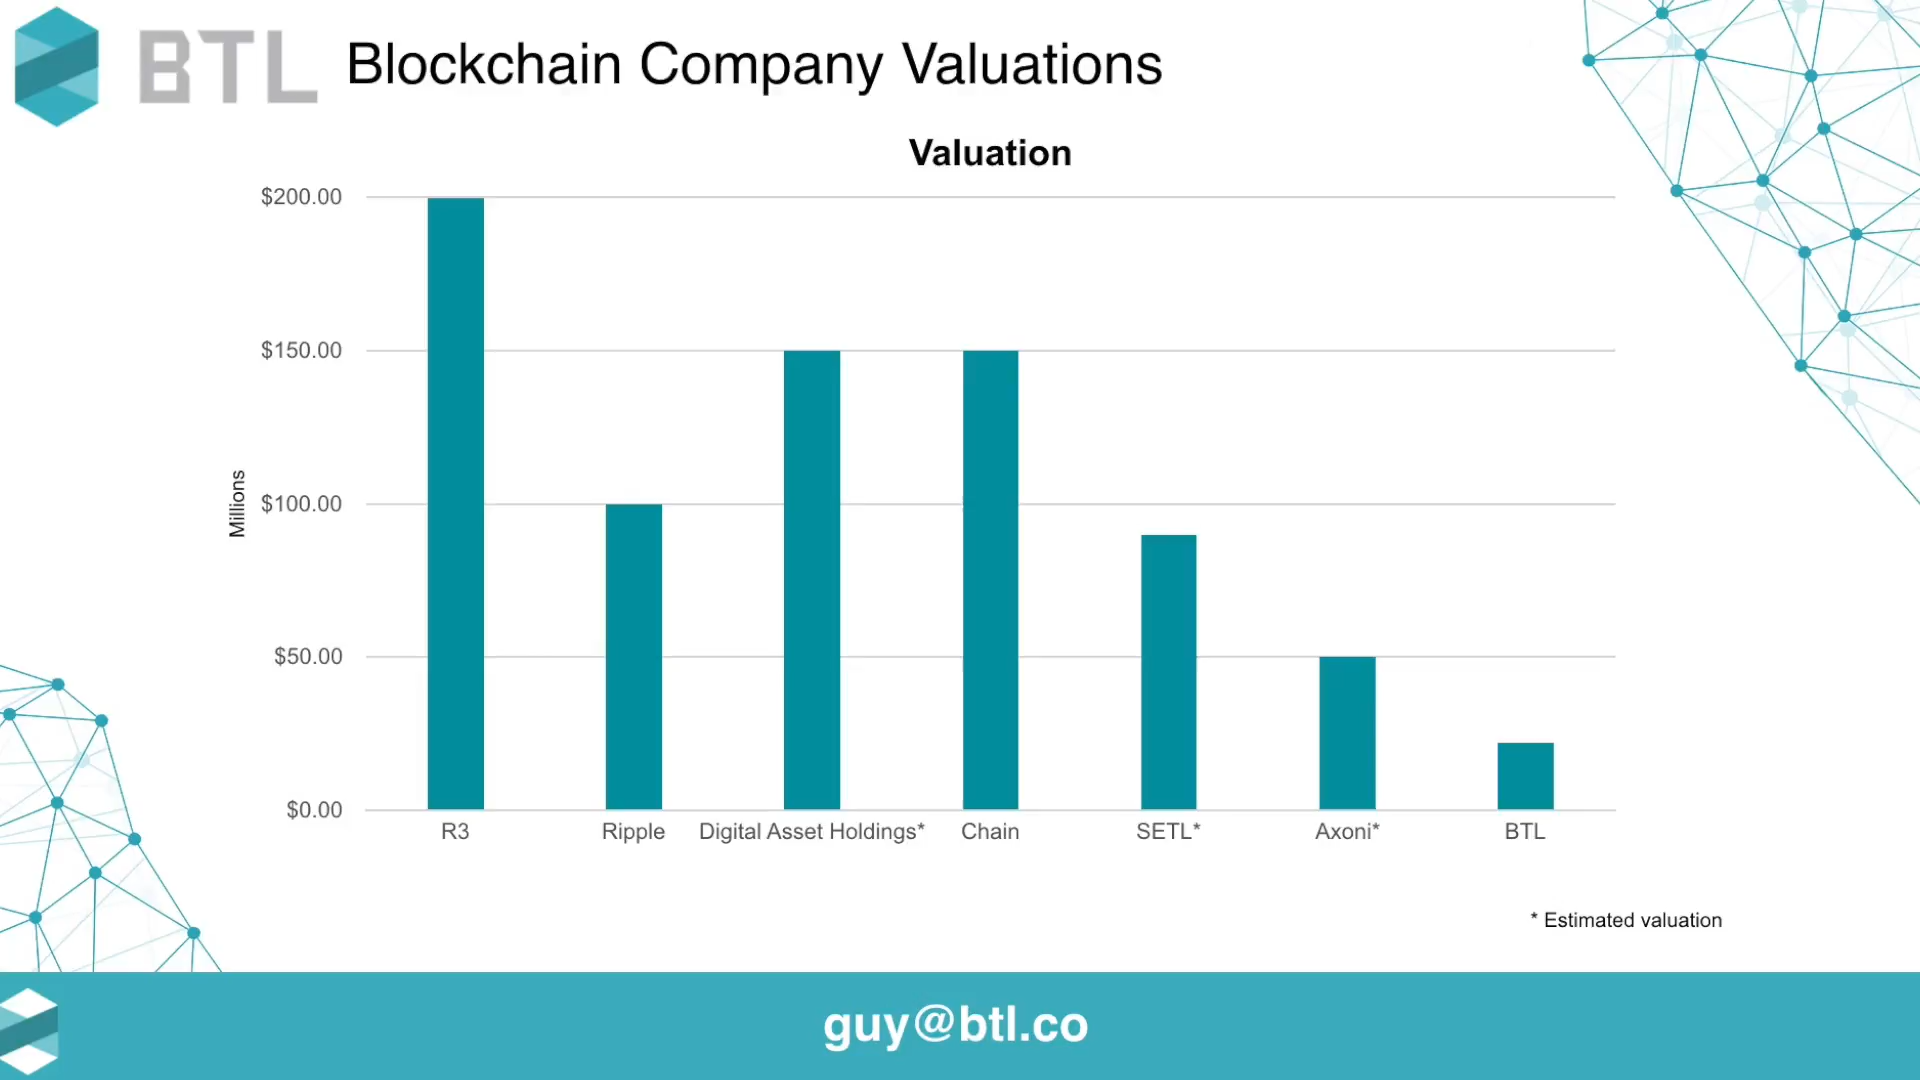 BTL
Blockchain Company Valuations
Valuation
$200.00
$150.00
$100.00
$50.00
$0.00
Millions
R3
Ripple
Digital Asset Holdings*
Chain
SETL*
Axoni*
BTL
* Estimated valuation
guy@btl.co